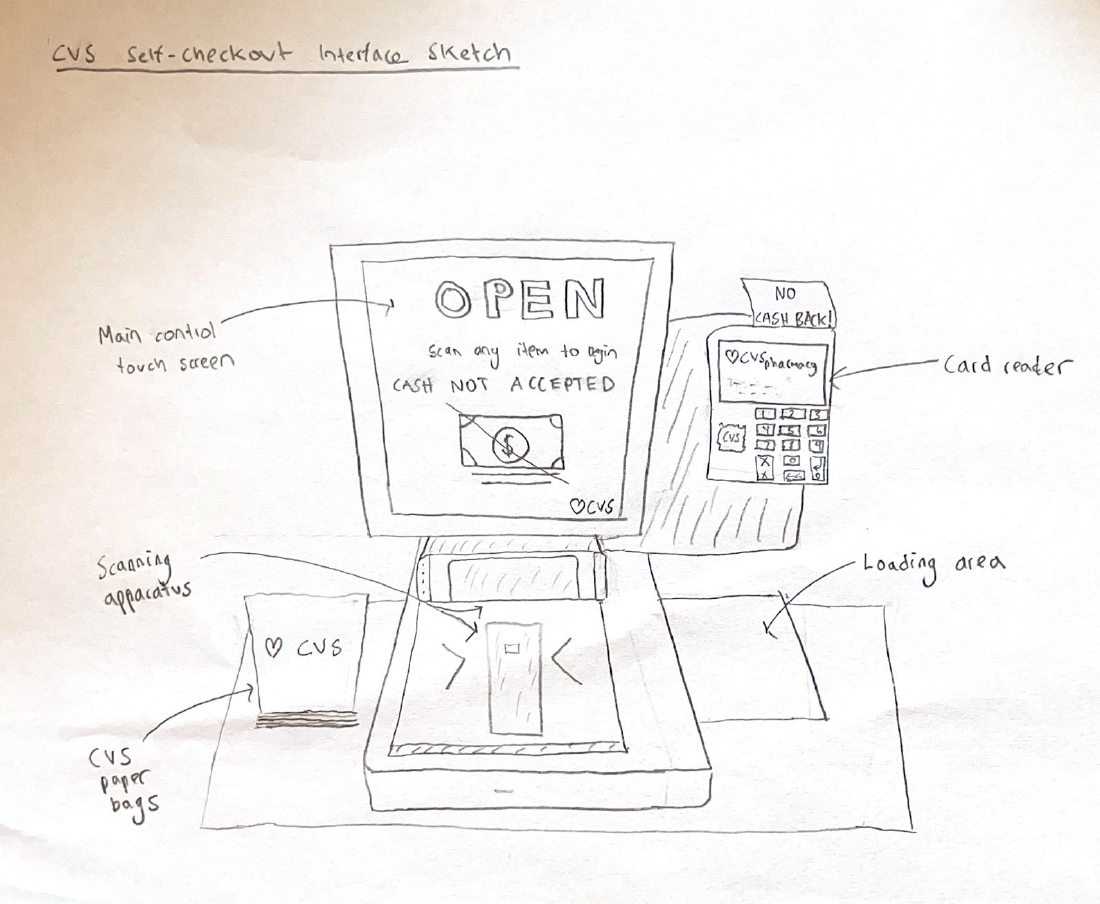 CVS Self-checkout Interface Sketch
OPEN
Scan any item to begin
CASH NOT ACCEPTED
$
♡CVS
NO
CASH BACK!
♡CVS pharmacy
1 2 3
4 5 6
7 8 9
X 0
CVS
Main control
touch screen
Card reader
Scanning
apparatus
Loading area
♡ CVS
CVS
paper
bags